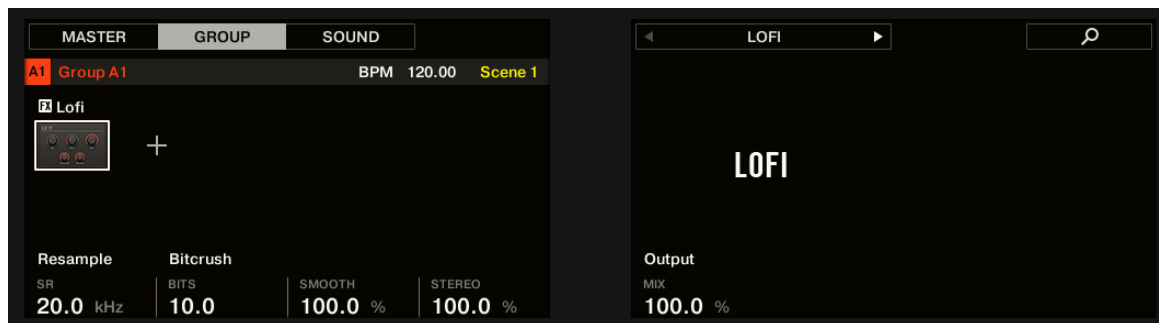 MASTER GROUP SOUND
A1 Group A1 BPM 120.00 Scene 1
FX Lofi
Resample Bitcrush
SR BITS SMOOTH STEREO
20.0 kHz 10.0 100.0 % 100.0 %
LOFI
LOFI
Output
MIX
100.0 %